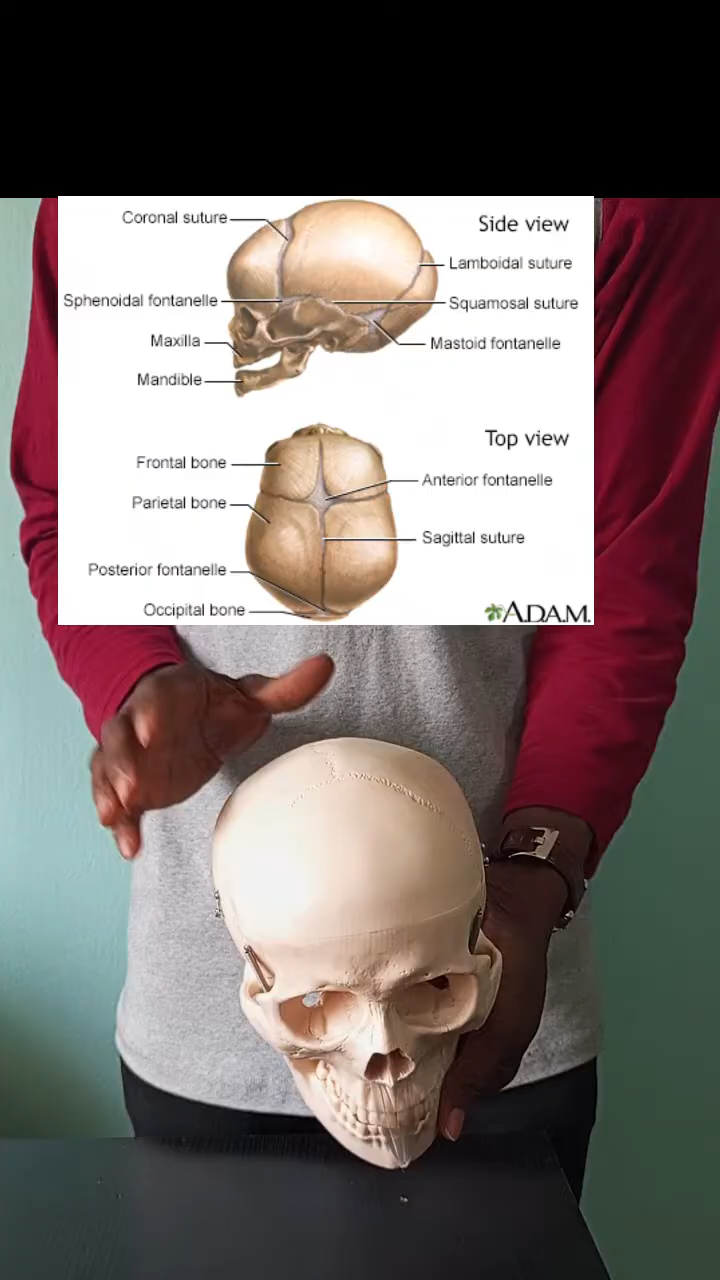 Side view
Coronal suture
Lamboidal suture
Sphenoidal fontanelle
Squamosal suture
Maxilla
Mastoid fontanelle
Mandible
Top view
Frontal bone
Anterior fontanelle
Parietal bone
Sagittal suture
Posterior fontanelle
Occipital bone
A.D.A.M.